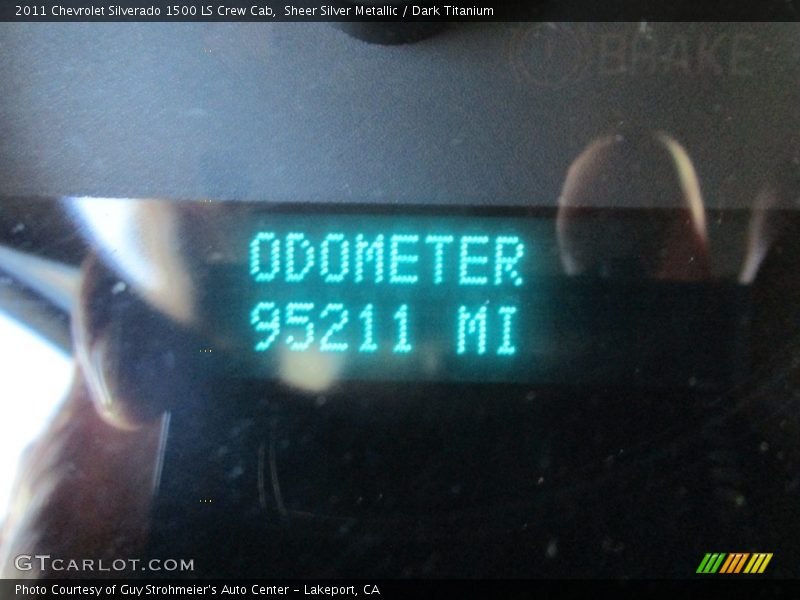 2011 Chevrolet Silverado 1500 LS Crew Cab, Sheer Silver Metallic / Dark Titanium
BRAKE
ODOMETER
95211 MI
GTCARLOT.COM
Photo Courtesy of Guy Strohmeier's Auto Center – Lakeport, CA